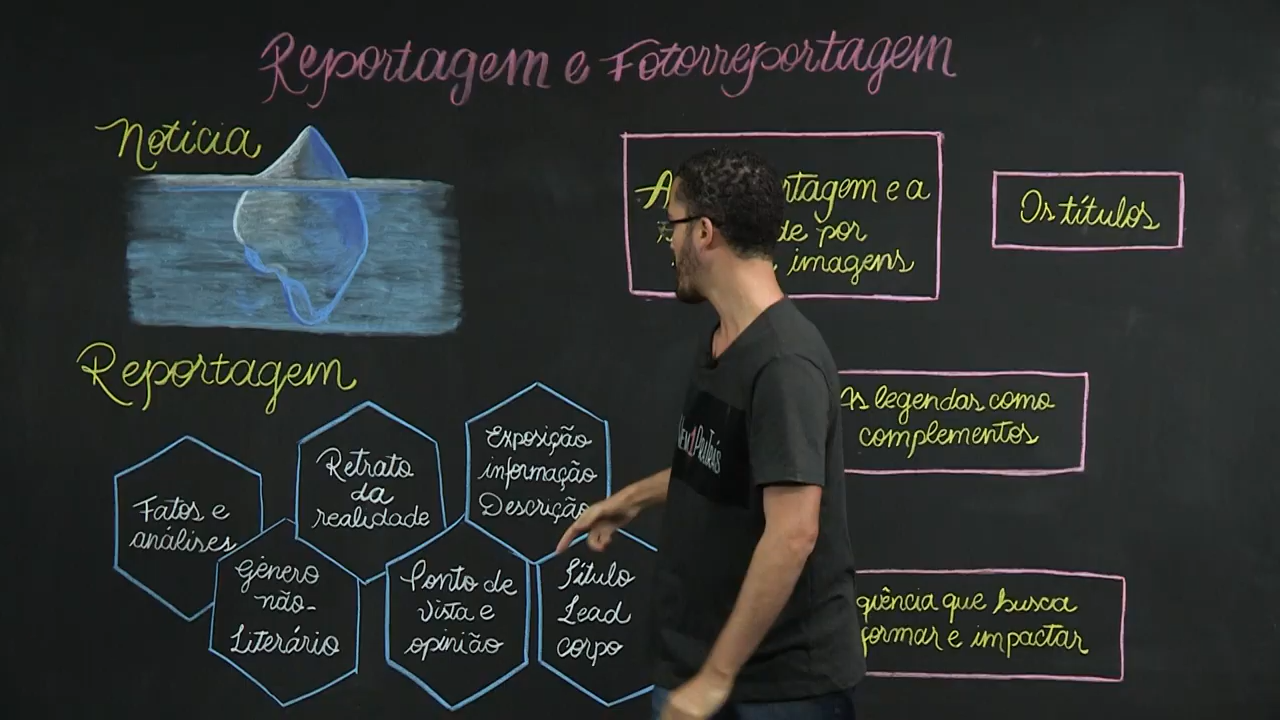 Reportagem e Fotorreportagem
Notícia
Reportagem
Fatos e
análises
Gênero
não-
Literário
Retrato
da
realidade
Ponto de
vista e
opinião
Exposição
informação
Descrição
Título
Lead
corpo
A rtagem e a
de por
imagens
Os títulos
As legendas como
complementos
quência que busca
formar e impactar